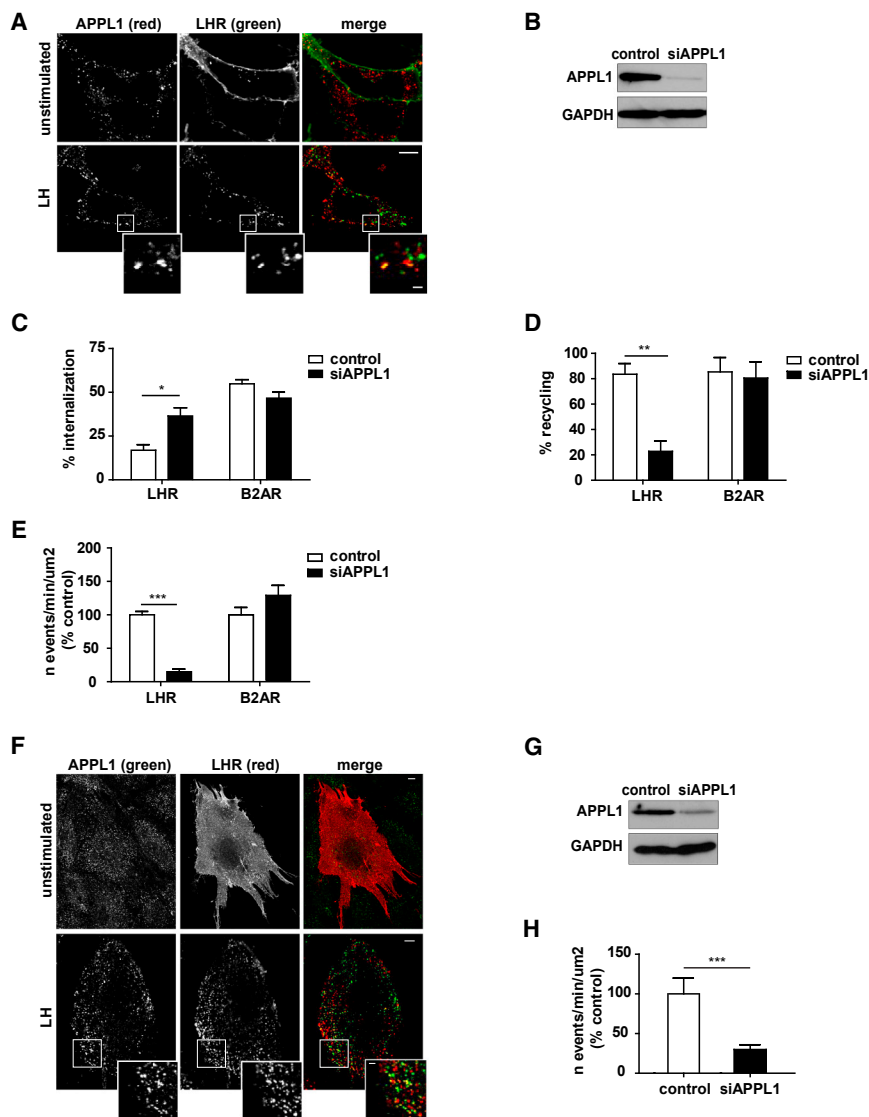 A
APPL1 (red) LHR (green) merge
unstimulated
LH
B
control siAPPL1
APPL1
GAPDH
C
% internalization
75
50
25
0
*
LHR B2AR
control
siAPPL1
D
% recycling
100
80
60
40
20
0
**
LHR B2AR
control
siAPPL1
E
n events/min/um2
(% control)
200
150
100
50
0
***
LHR B2AR
control
siAPPL1
F
APPL1 (green) LHR (red) merge
unstimulated
LH
G
control siAPPL1
APPL1
GAPDH
H
n events/min/um2
(% control)
150
100
50
0
***
control siAPPL1